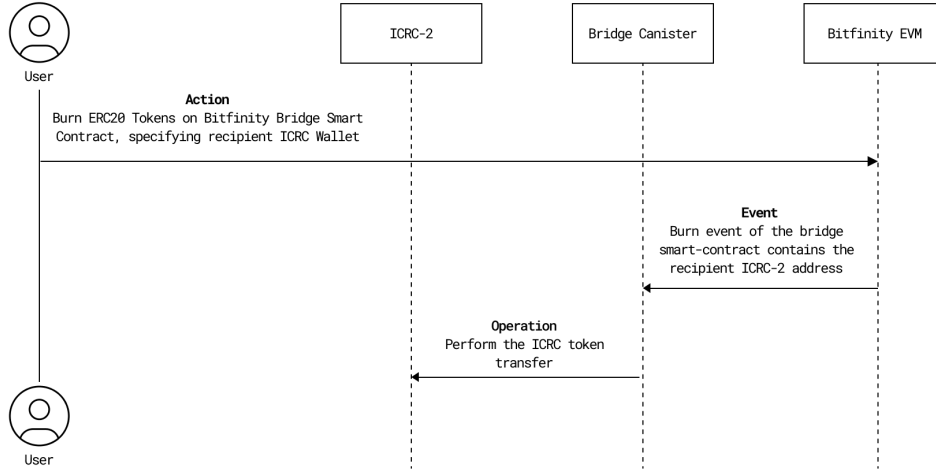 ICRC-2
Bridge Canister
Bitfinity EVM
User
Action
Burn ERC20 Tokens on Bitfinity Bridge Smart
Contract, specifying recipient ICRC Wallet
Event
Burn event of the bridge
smart-contract contains the
recipient ICRC-2 address
Operation
Perform the ICRC token
transfer
User